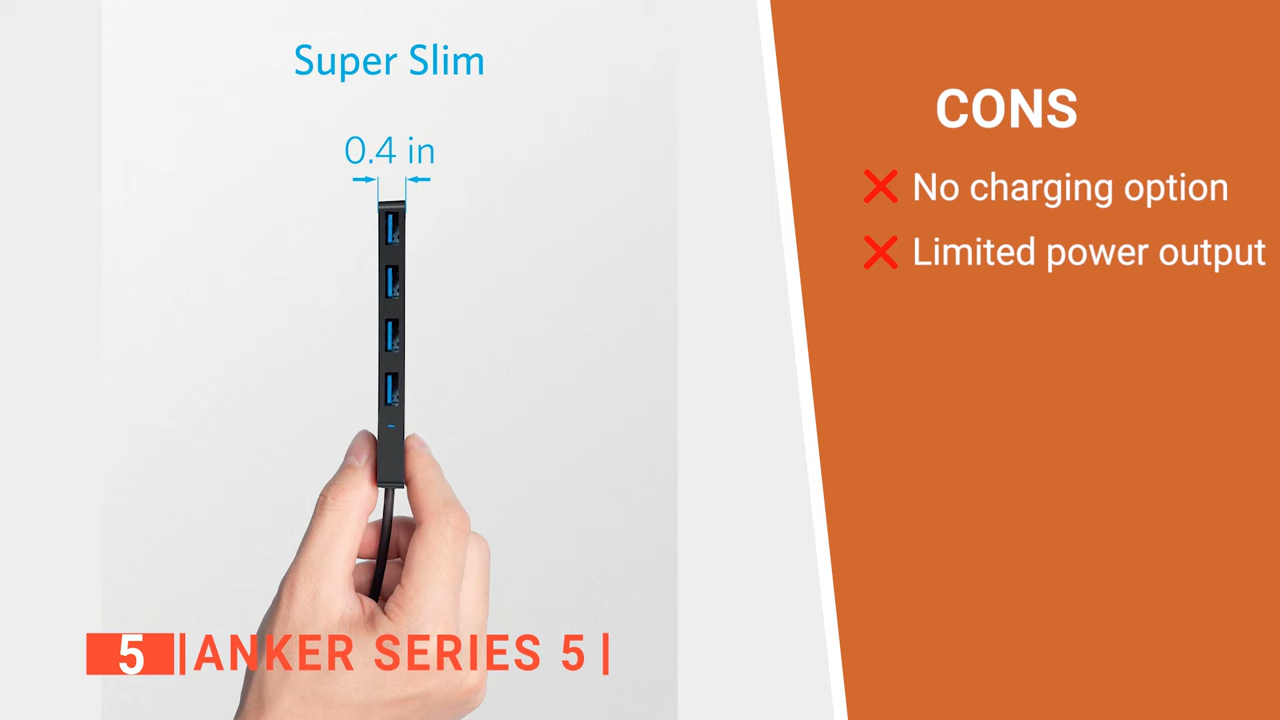 Super Slim
0.4 in
CONS
No charging option
Limited power output
5 |ANKER SERIES 5 |